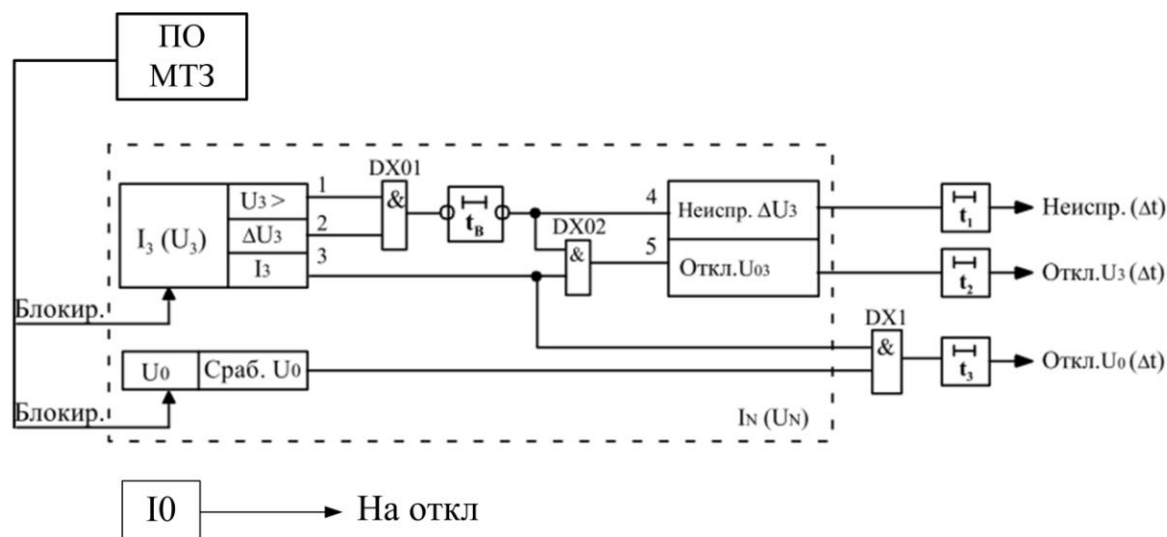 ПО
МТЗ
DX01
U3 >
1
&
I3 (U3)
ΔU3
2
tв
4
Неиспр. ΔU3
t1
Неиспр. (Δt)
DX02
I3
3
&
5
Откл.U03
t2
Откл.U3 (Δt)
Блокир.
DX1
&
U0
Сраб. U0
t3
Откл.U0 (Δt)
Блокир.
IN (UN)
I0
На откл